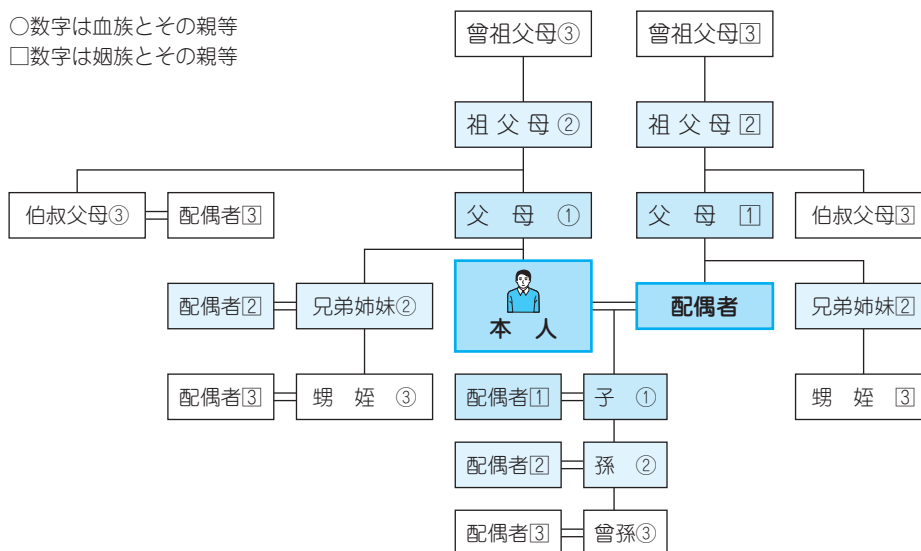 ○数字は血族とその親等
□数字は姻族とその親等
曾祖父母③
曾祖父母3⃣
祖父母②
祖父母2⃣
伯叔父母③
配偶者3⃣
父母①
父母1⃣
伯叔父母3⃣
配偶者2⃣
兄弟姉妹②
本人
配偶者
兄弟姉妹2⃣
配偶者3⃣
甥姪③
配偶者1⃣
子①
甥姪3⃣
配偶者2⃣
孫②
配偶者3⃣
曾孫③